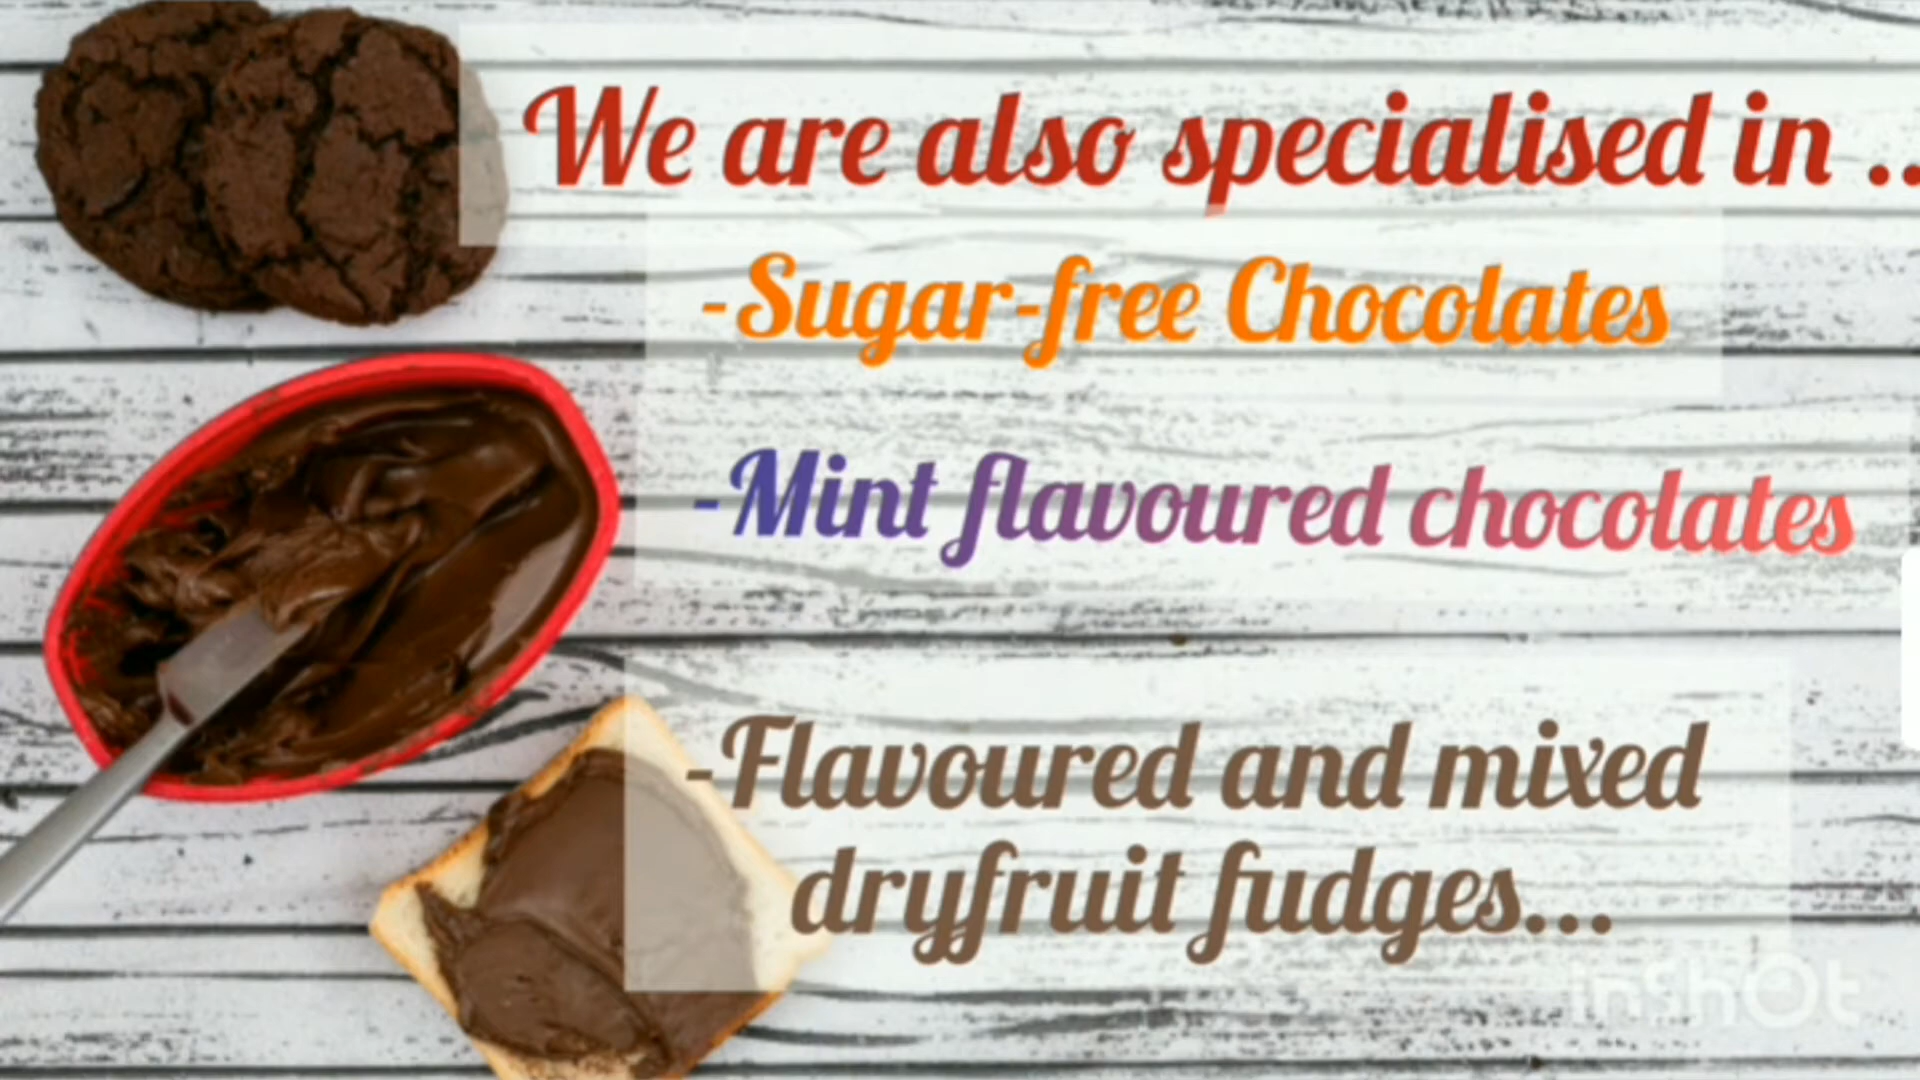 We are also specialised in ..
-Sugar-free Chocolates
-Mint flavoured chocolates
-Flavoured and mixed
dryfruit fudges...
inShOt